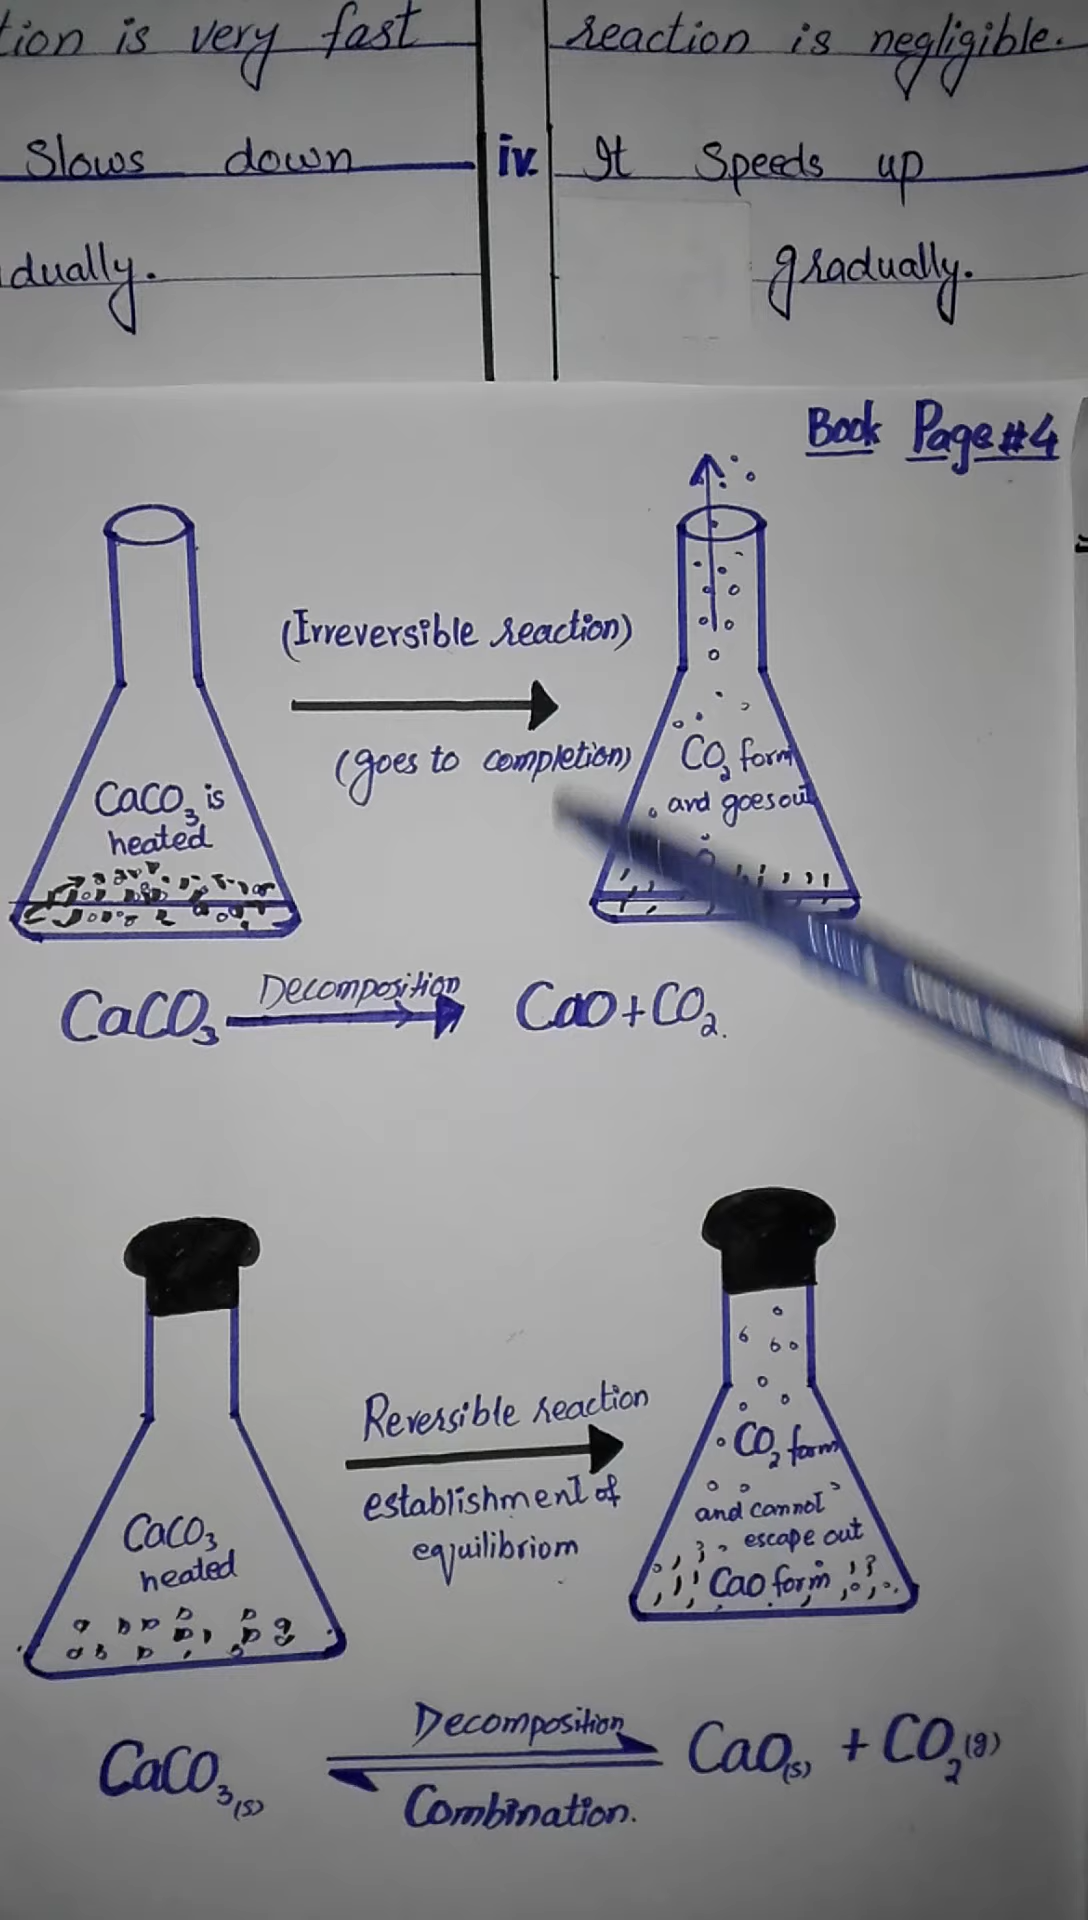 tion is very fast
Slows down
dually.
reaction is negligible.
iv. It Speeds up
gradually.
Book Page #4
(Irreversible reaction)
(goes to completion)
CaCO₃ is
heated
CO₂ form
and goes out
CaCO₃ Decomposition CaO + CO₂.
Reversible reaction
establishment of
equilibriom
CaCO₃
heated
CO₂ form
and cannot
escape out
CaO form
Decomposition
CaCO₃(s) CaO(s) + CO₂(g)
Combination.